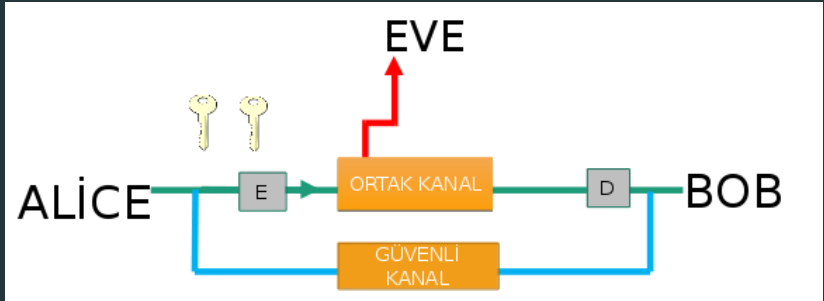 EVE
ALİCE
E
ORTAK KANAL
D
BOB
GÜVENLİ
KANAL